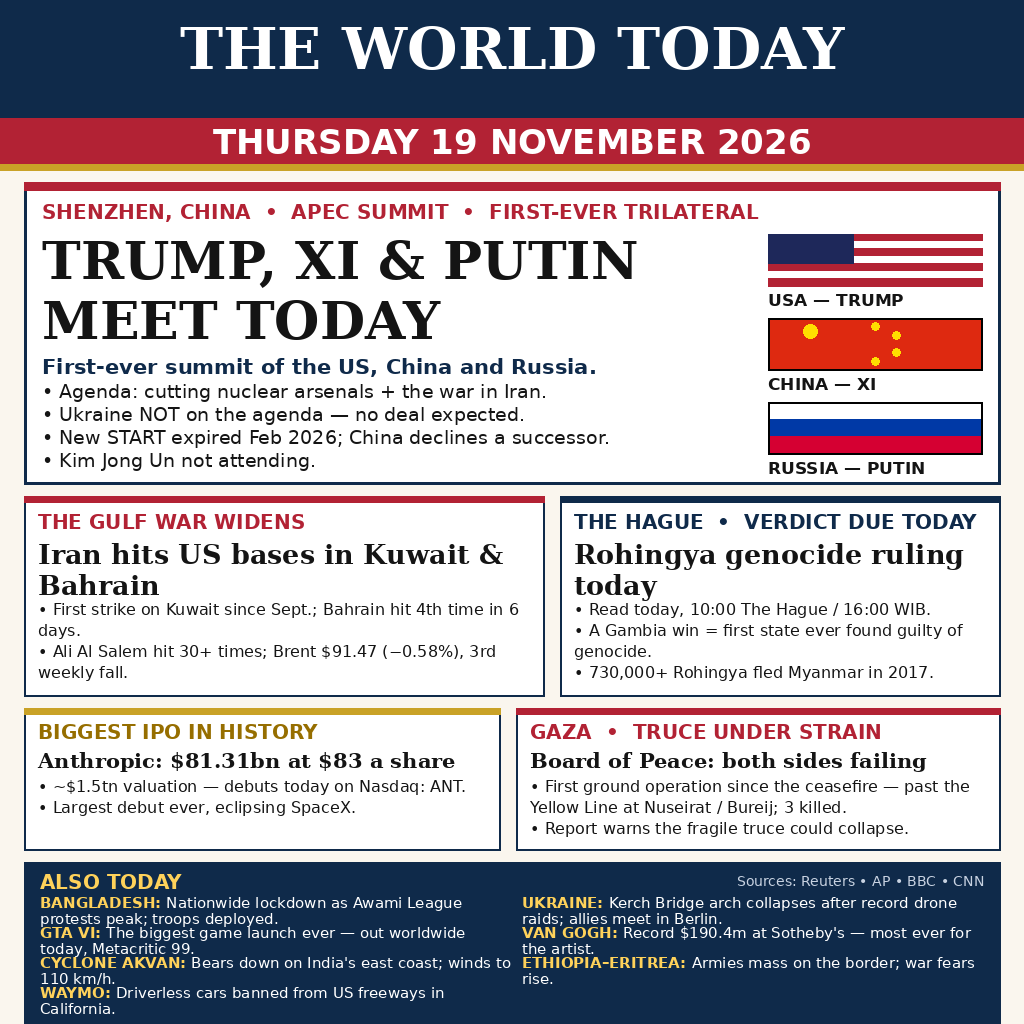 THE WORLD TODAY
THURSDAY 19 NOVEMBER 2026
SHENZHEN, CHINA • APEC SUMMIT • FIRST-EVER TRILATERAL
TRUMP, XI & PUTIN
MEET TODAY
First-ever summit of the US, China and Russia.
• Agenda: cutting nuclear arsenals + the war in Iran.
• Ukraine NOT on the agenda — no deal expected.
• New START expired Feb 2026; China declines a successor.
• Kim Jong Un not attending.
USA — TRUMP
CHINA — XI
RUSSIA — PUTIN
THE GULF WAR WIDENS
Iran hits US bases in Kuwait &
Bahrain
• First strike on Kuwait since Sept.; Bahrain hit 4th time in 6
days.
• Ali Al Salem hit 30+ times; Brent $91.47 (−0.58%), 3rd
weekly fall.
THE HAGUE • VERDICT DUE TODAY
Rohingya genocide ruling
today
• Read today, 10:00 The Hague / 16:00 WIB.
• A Gambia win = first state ever found guilty of
genocide.
• 730,000+ Rohingya fled Myanmar in 2017.
BIGGEST IPO IN HISTORY
Anthropic: $81.31bn at $83 a share
• ~$1.5tn valuation — debuts today on Nasdaq: ANT.
• Largest debut ever, eclipsing SpaceX.
GAZA • TRUCE UNDER STRAIN
Board of Peace: both sides failing
• First ground operation since the ceasefire — past the
Yellow Line at Nuseirat / Bureij; 3 killed.
• Report warns the fragile truce could collapse.
ALSO TODAY
Sources: Reuters • AP • BBC • CNN
BANGLADESH: Nationwide lockdown as Awami League
protests peak; troops deployed.
GTA VI: The biggest game launch ever — out worldwide
today, Metacritic 99.
CYCLONE AKVAN: Bears down on India's east coast; winds to
110 km/h.
WAYMO: Driverless cars banned from US freeways in
California.
UKRAINE: Kerch Bridge arch collapses after record drone
raids; allies meet in Berlin.
VAN GOGH: Record $190.4m at Sotheby's — most ever for
the artist.
ETHIOPIA–ERITREA: Armies mass on the border; war fears
rise.